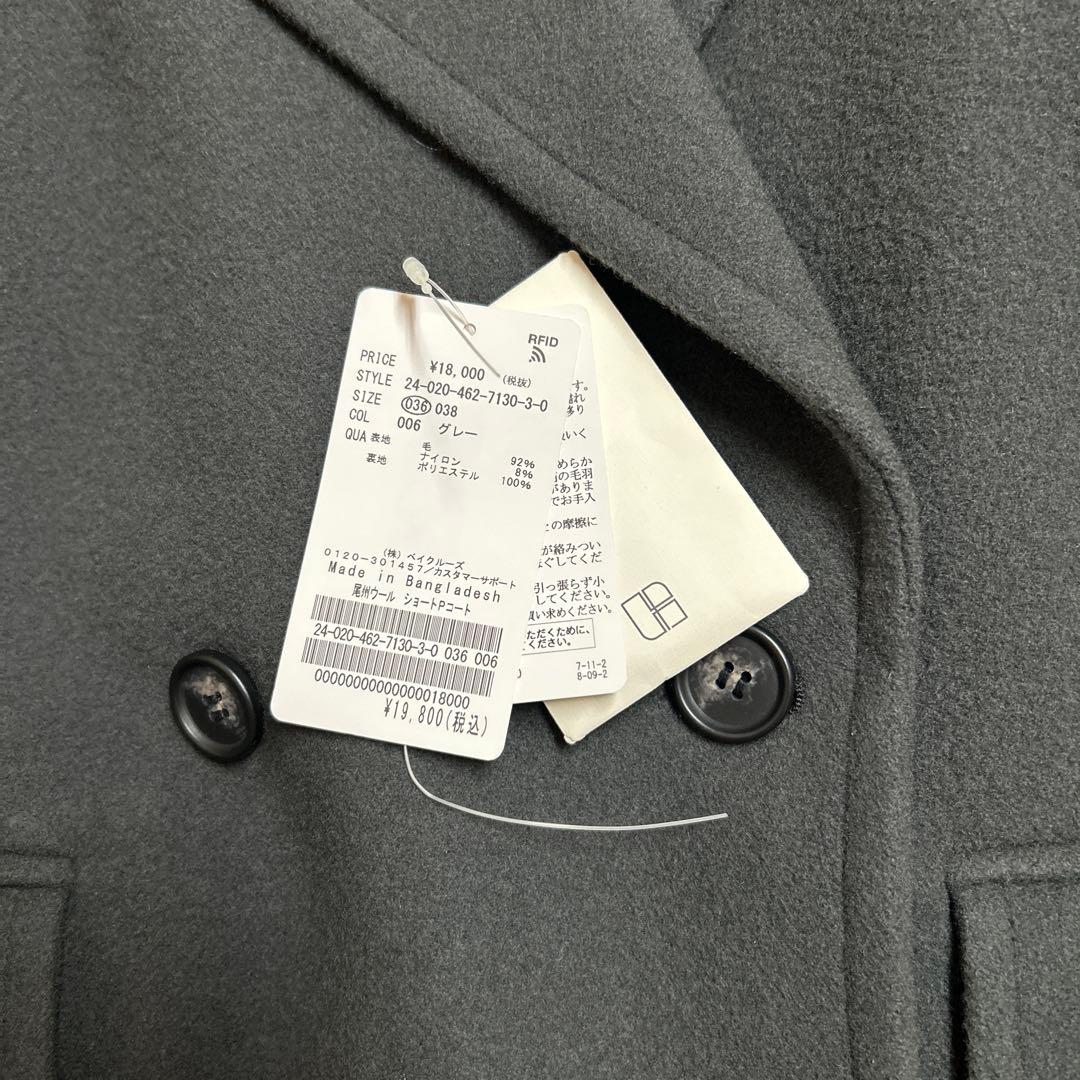 RFID
PRICE ¥18,000 (税抜)
STYLE 24-020-462-7130-3-0
SIZE 036 038
COL 006 グレー
QUA 表地 毛 92%
ナイロン 8%
裏地 ポリエステル 100%
(株) ベイクルーズ
0120-301457/カスタマーサポート
Made in Bangladesh
尾州ウール ショートPコート
24-020-462-7130-3-0 036 006
0000000000000018000
¥19,800(税込)
す。
移り
いく
めらか
の毛羽
がありま
でお手入
の摩擦に
が絡みつい
ほぐしてくだ
引っ張らず小
してください。
買い求めください。
ただくために、
ください。
7-11-2
8-09-2